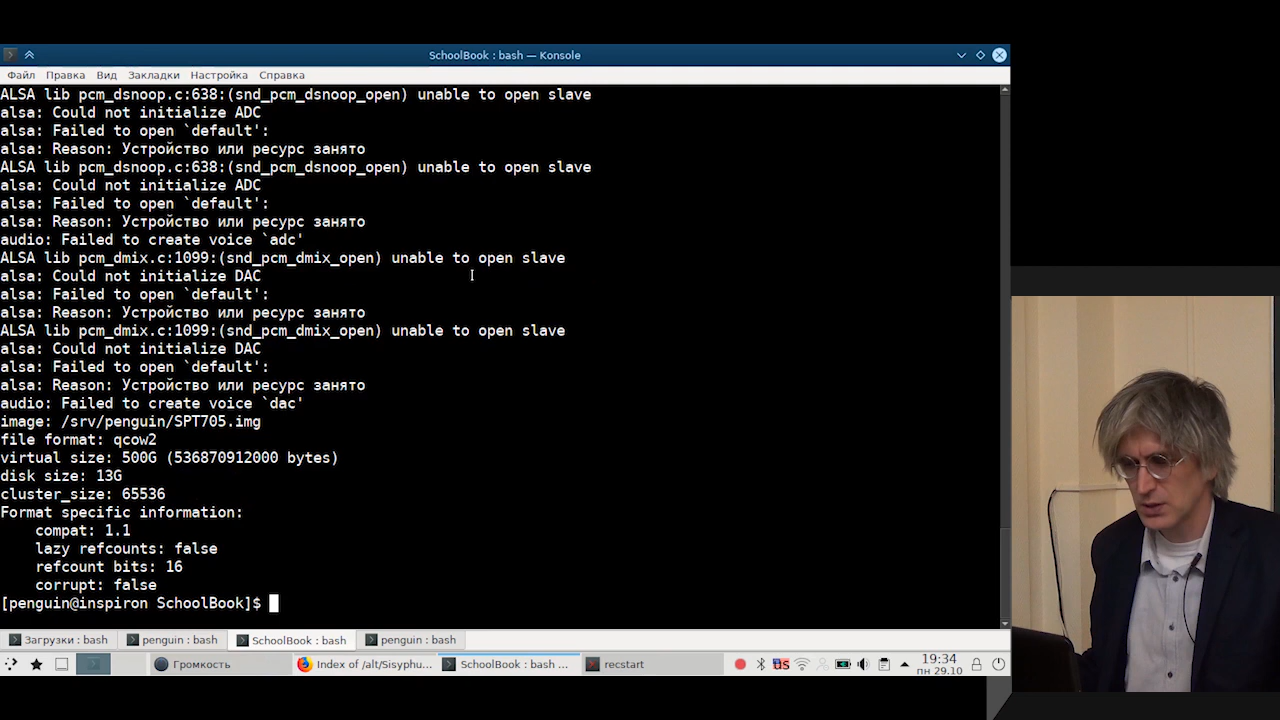 SchoolBook : bash — Konsole
Файл Правка Вид Закладки Настройка Справка
ALSA lib pcm_dsnoop.c:638:(snd_pcm_dsnoop_open) unable to open slave
alsa: Could not initialize ADC
alsa: Failed to open `default':
alsa: Reason: Устройство или ресурс занято
ALSA lib pcm_dsnoop.c:638:(snd_pcm_dsnoop_open) unable to open slave
alsa: Could not initialize ADC
alsa: Failed to open `default':
alsa: Reason: Устройство или ресурс занято
audio: Failed to create voice `adc'
ALSA lib pcm_dmix.c:1099:(snd_pcm_dmix_open) unable to open slave
alsa: Could not initialize DAC
alsa: Failed to open `default':
alsa: Reason: Устройство или ресурс занято
ALSA lib pcm_dmix.c:1099:(snd_pcm_dmix_open) unable to open slave
alsa: Could not initialize DAC
alsa: Failed to open `default':
alsa: Reason: Устройство или ресурс занято
audio: Failed to create voice `dac'
image: /srv/penguin/SPT705.img
file format: qcow2
virtual size: 500G (536870912000 bytes)
disk size: 13G
cluster_size: 65536
Format specific information:
    compat: 1.1
    lazy refcounts: false
    refcount bits: 16
    corrupt: false
[penguin@inspiron SchoolBook]$
Загрузки : bash penguin : bash SchoolBook : bash penguin : bash
Громкость Index of /alt/Sisyphu... SchoolBook : bash ... recstart us 19:34
пн 29.10